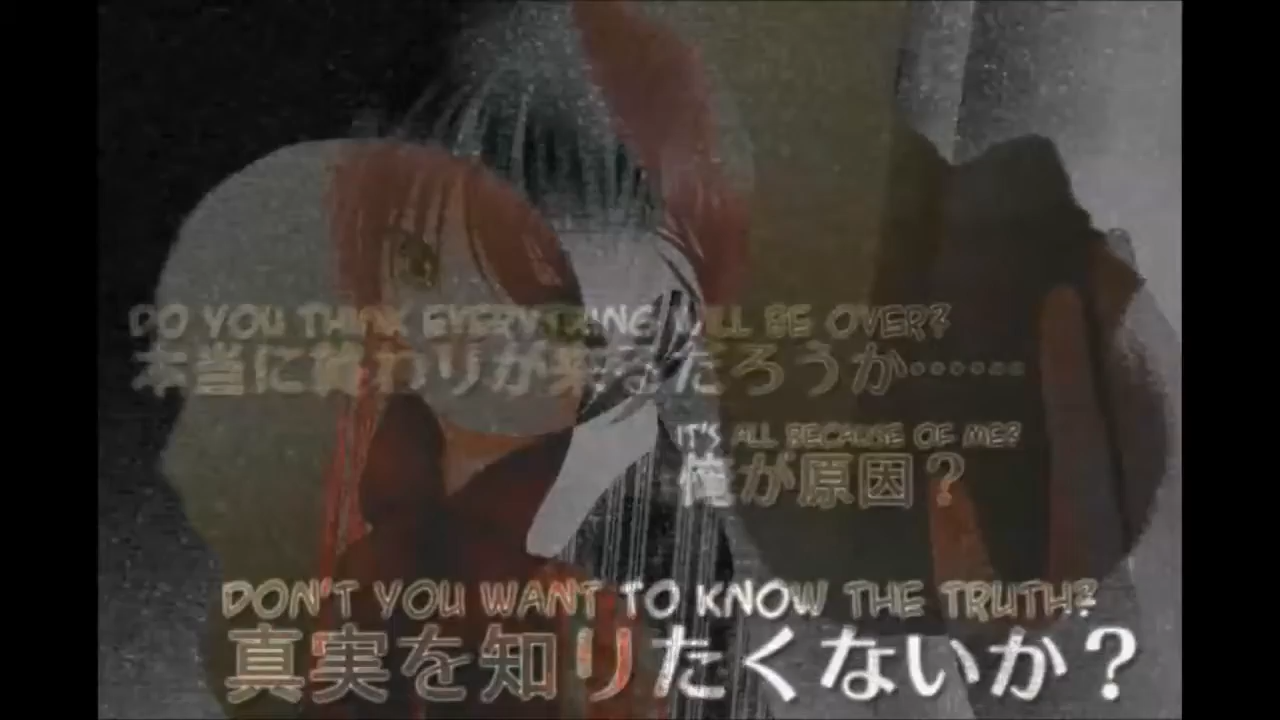 DO YOU THINK EVERYTHING WILL BE OVER?
本当に終わりが来るだろうか……
IT'S ALL BECAUSE OF ME?
俺が原因？
DON'T YOU WANT TO KNOW THE TRUTH?
真実を知りたくないか？